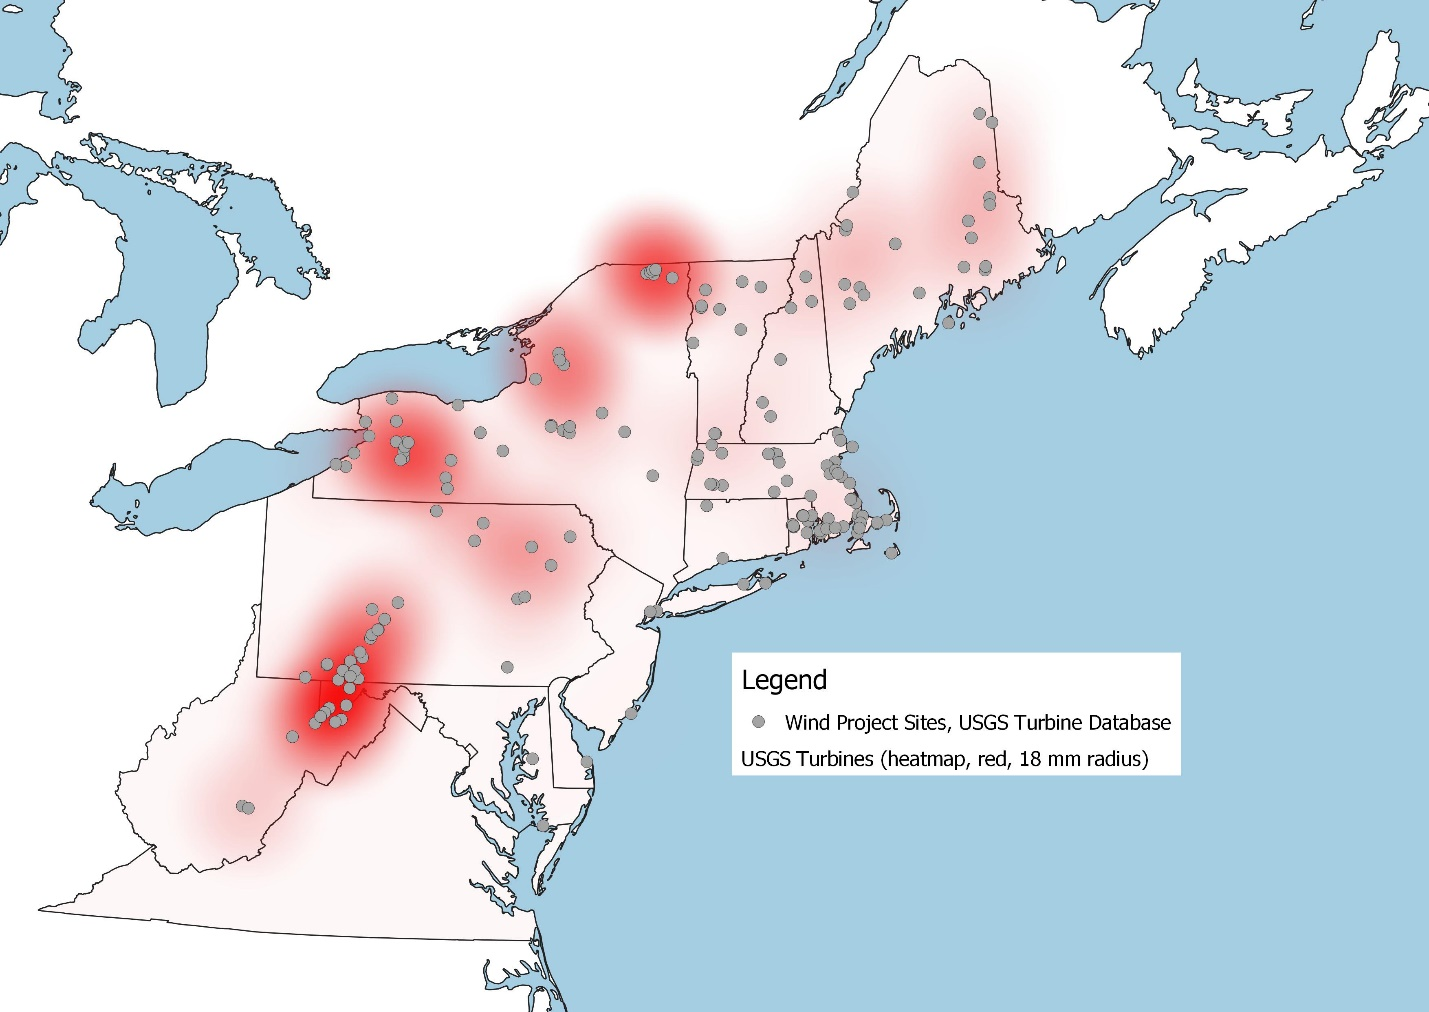 Legend
Wind Project Sites, USGS Turbine Database
USGS Turbines (heatmap, red, 18 mm radius)